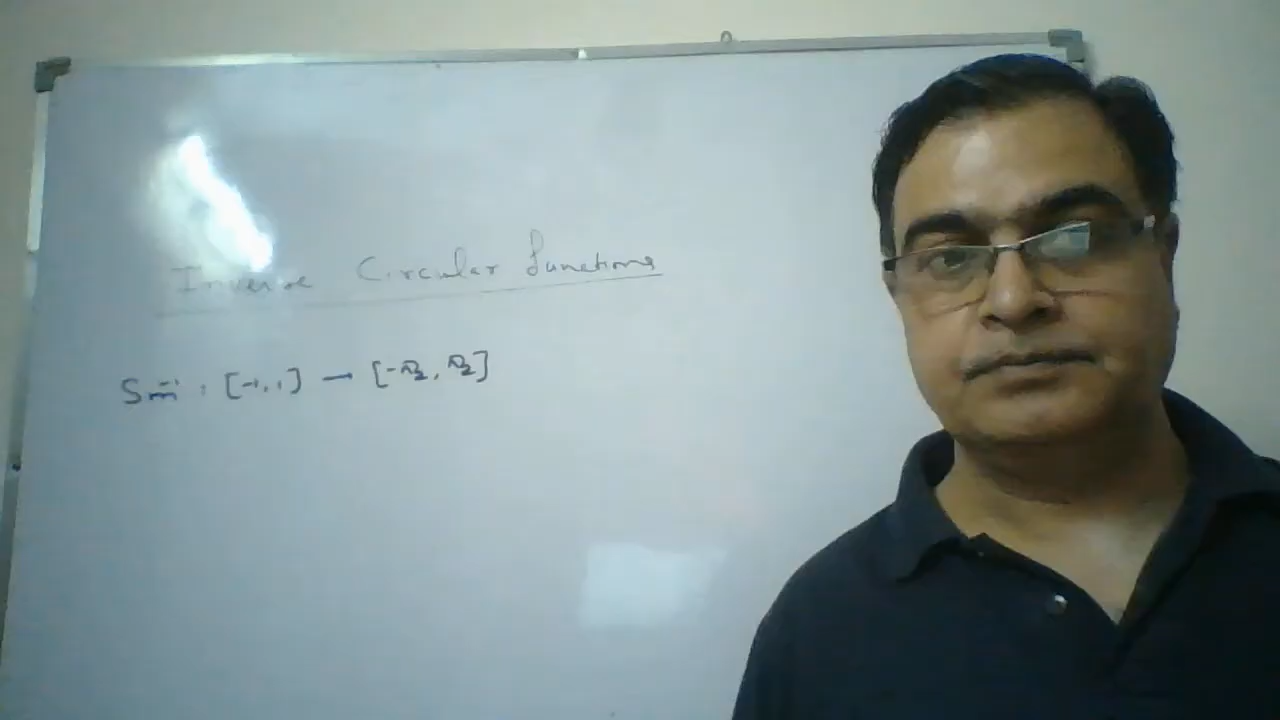 Inverse Circular functions
Sin⁻¹ : [-1, 1] → [-π/2, π/2]